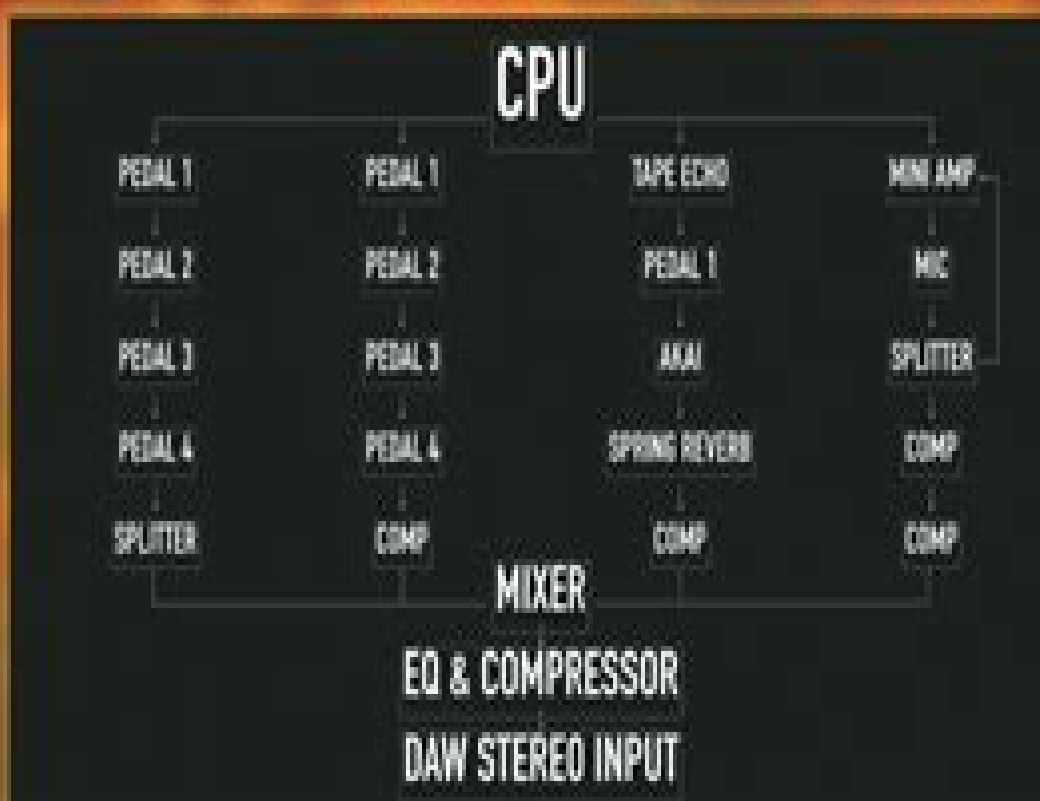 CPU
PEDAL 1 PEDAL 1 TAPE ECHO MINI AMP
PEDAL 2 PEDAL 2 PEDAL 1 MIC
PEDAL 3 PEDAL 3 AKAI SPLITTER
PEDAL 4 PEDAL 4 SPRING REVERB COMP
SPLITTER COMP COMP COMP
MIXER
EQ & COMPRESSOR
DAW STEREO INPUT